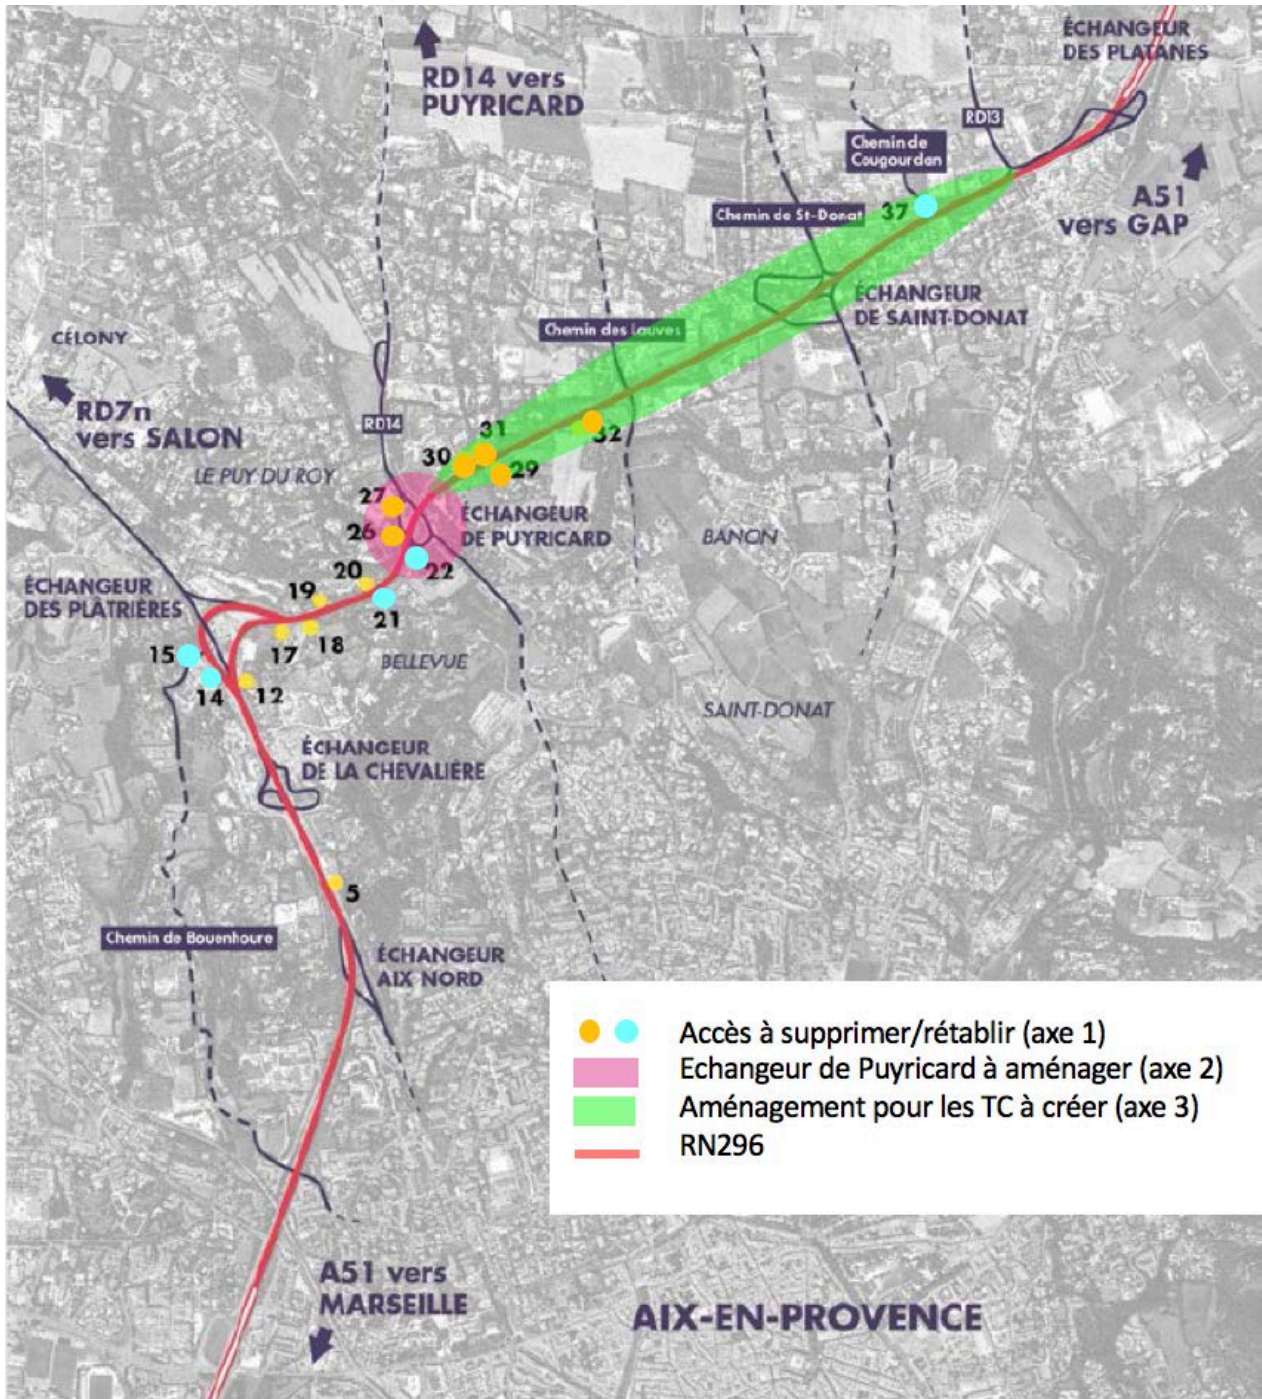 ÉCHANGEUR
DES PLATANES
RD14 vers
PUYRICARD
RD13
Chemin de
Cougourdan
A51
vers GAP
37
Chemin de St-Donat
ÉCHANGEUR
DE SAINT-DONAT
Chemin des Lauves
CÉLONY
RD7n
vers SALON
RD14
31
32
30
29
LE PUY DU ROY
27
ÉCHANGEUR
DE PUYRICARD
26
BANON
22
20
ÉCHANGEUR
DES PLÂTRIÈRES
19
21
18
17
15
BELLEVUE
14
12
SAINT-DONAT
ÉCHANGEUR
DE LA CHEVALIÈRE
5
Chemin de Bouenhoure
ÉCHANGEUR
AIX NORD
Accès à supprimer/rétablir (axe 1)
Echangeur de Puyricard à aménager (axe 2)
Aménagement pour les TC à créer (axe 3)
RN296
A51 vers
MARSEILLE
AIX-EN-PROVENCE